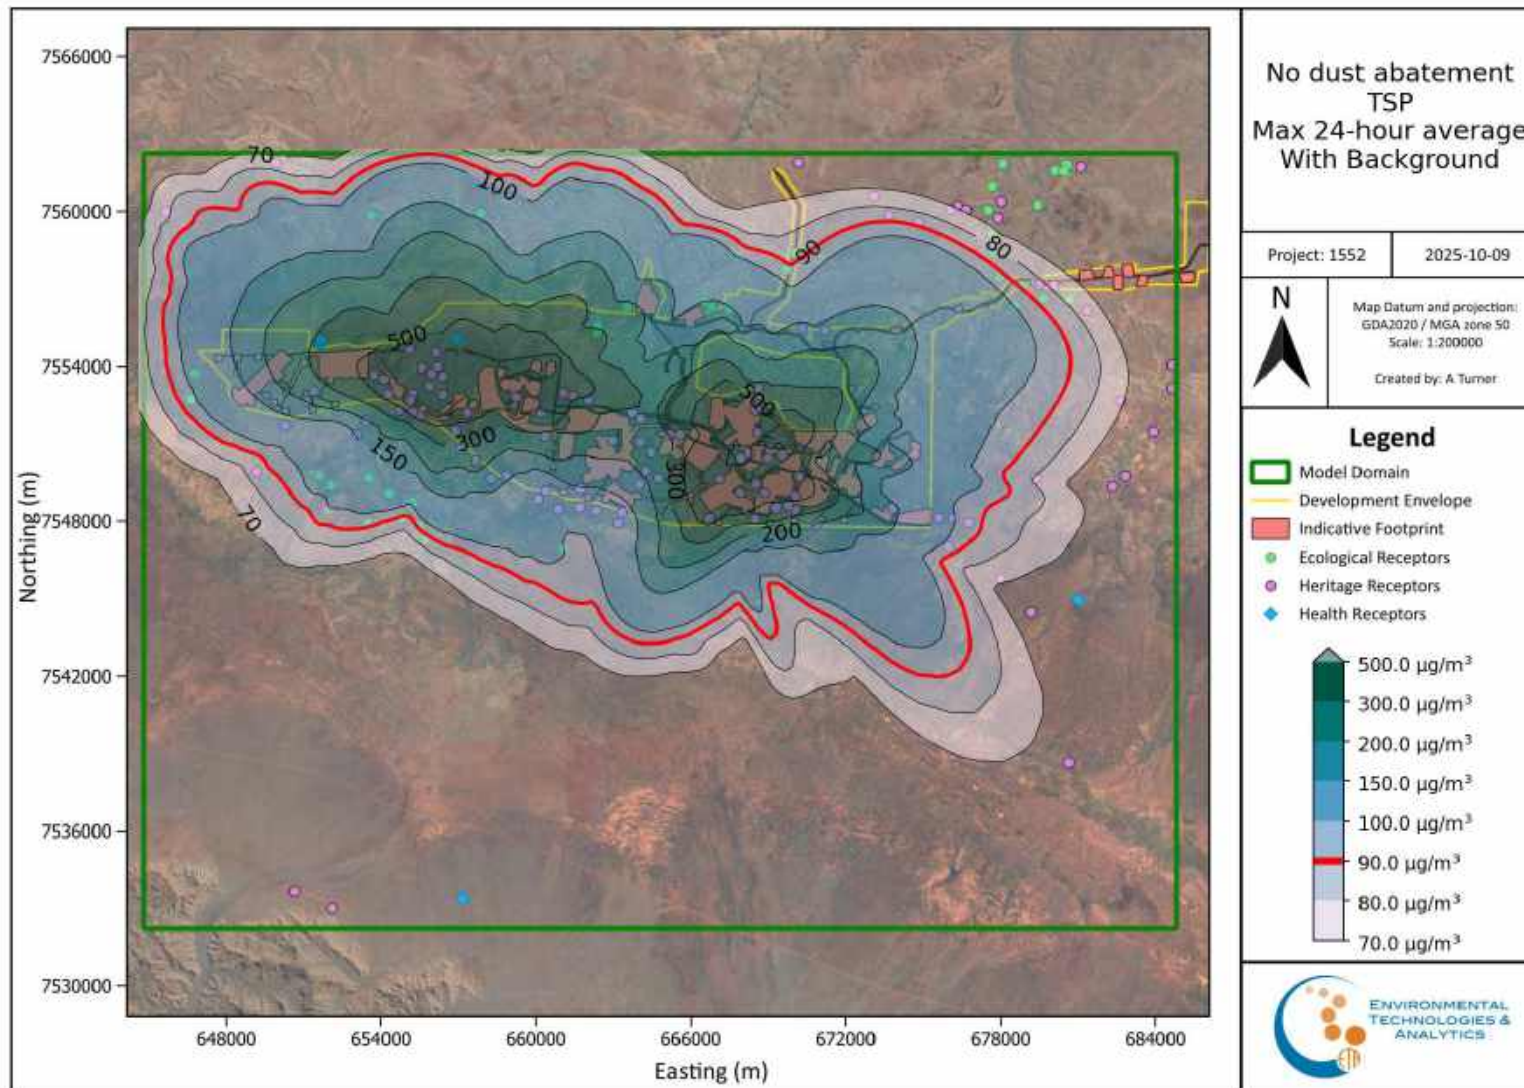 No dust abatement
TSP
Max 24-hour average
With Background
Project: 1552
2025-10-09
N
Map Datum and projection:
GDA2020 / MGA zone 50
Scale: 1:200000
Created by: A Turner
Legend
Model Domain
Development Envelope
Indicative Footprint
Ecological Receptors
Heritage Receptors
Health Receptors
500.0 µg/m³
300.0 µg/m³
200.0 µg/m³
150.0 µg/m³
100.0 µg/m³
90.0 µg/m³
80.0 µg/m³
70.0 µg/m³
ENVIRONMENTAL
TECHNOLOGIES &
ANALYTICS
ETA
Northing (m)
7566000
7560000
7554000
7548000
7542000
7536000
7530000
70
100
90
80
500
500
300
150
300
200
70
648000
654000
660000
666000
672000
678000
684000
Easting (m)